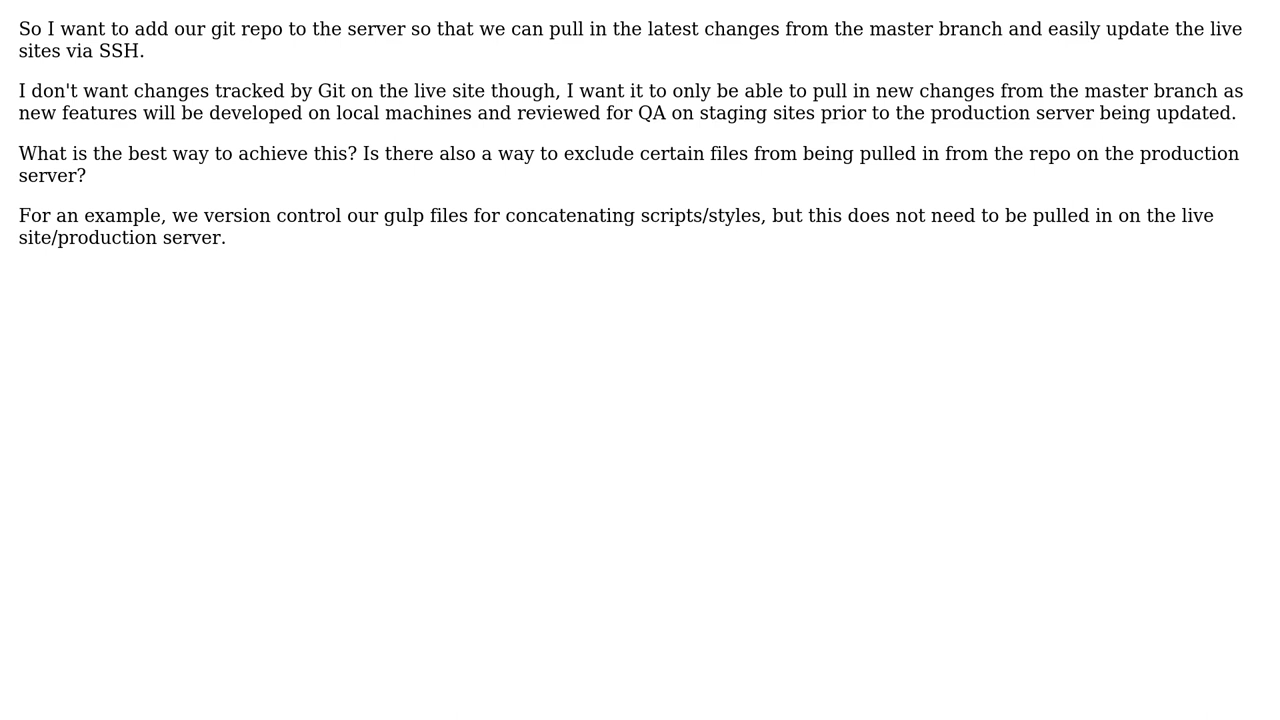 So I want to add our git repo to the server so that we can pull in the latest changes from the master branch and easily update the live
sites via SSH.
I don't want changes tracked by Git on the live site though, I want it to only be able to pull in new changes from the master branch as
new features will be developed on local machines and reviewed for QA on staging sites prior to the production server being updated.
What is the best way to achieve this? Is there also a way to exclude certain files from being pulled in from the repo on the production
server?
For an example, we version control our gulp files for concatenating scripts/styles, but this does not need to be pulled in on the live
site/production server.